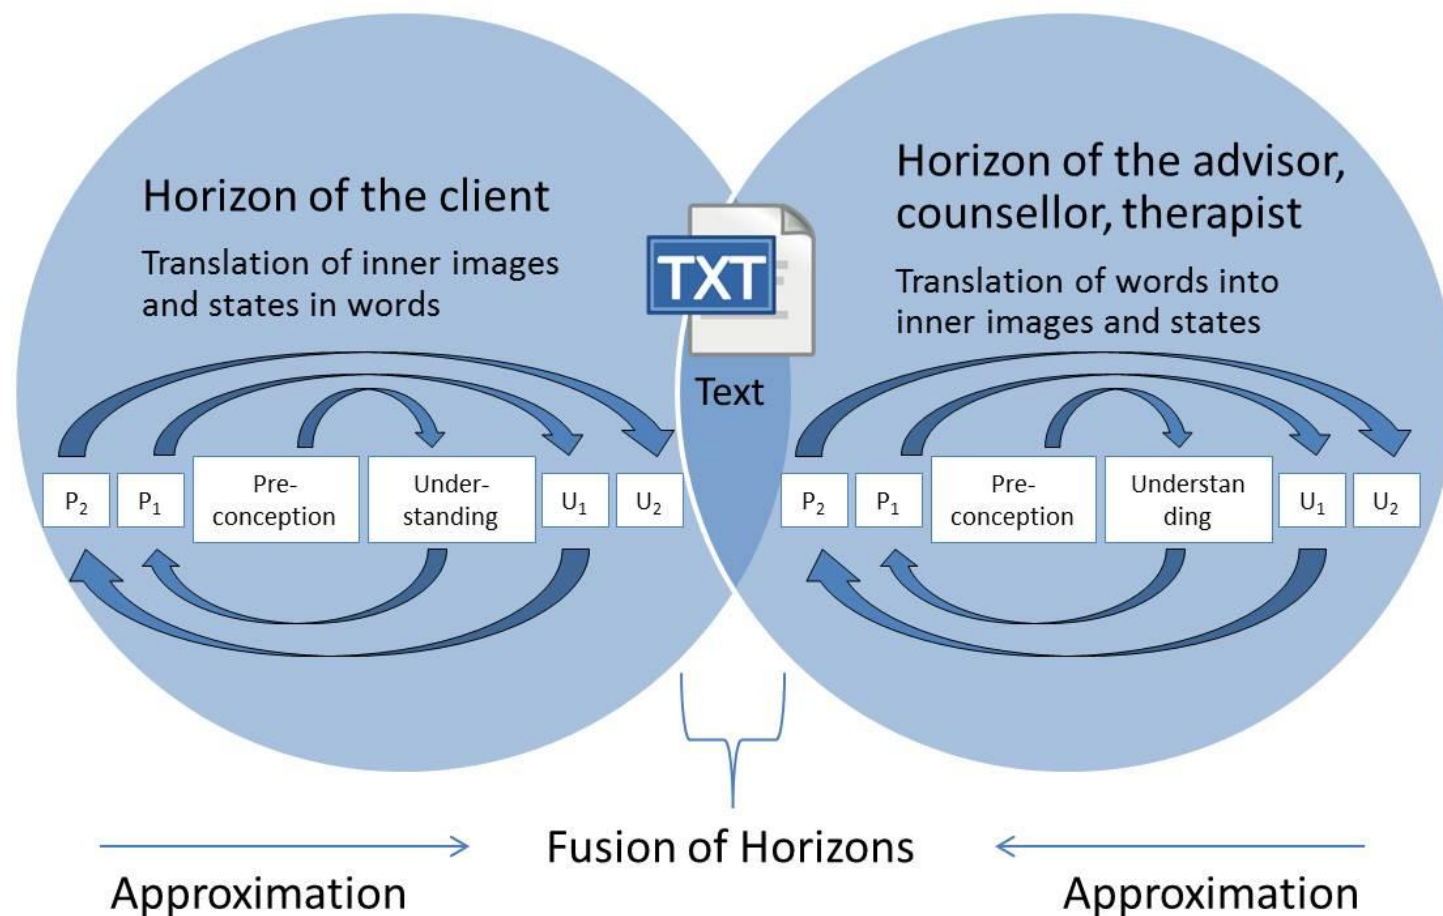 Horizon of the client
Translation of inner images
and states in words
P₂
P₁
Pre-
conception
Under-
standing
U₁
U₂
TXT
Text
Horizon of the advisor,
counsellor, therapist
Translation of words into
inner images and states
P₂
P₁
Pre-
conception
Understan
ding
U₁
U₂
Fusion of Horizons
Approximation
Approximation